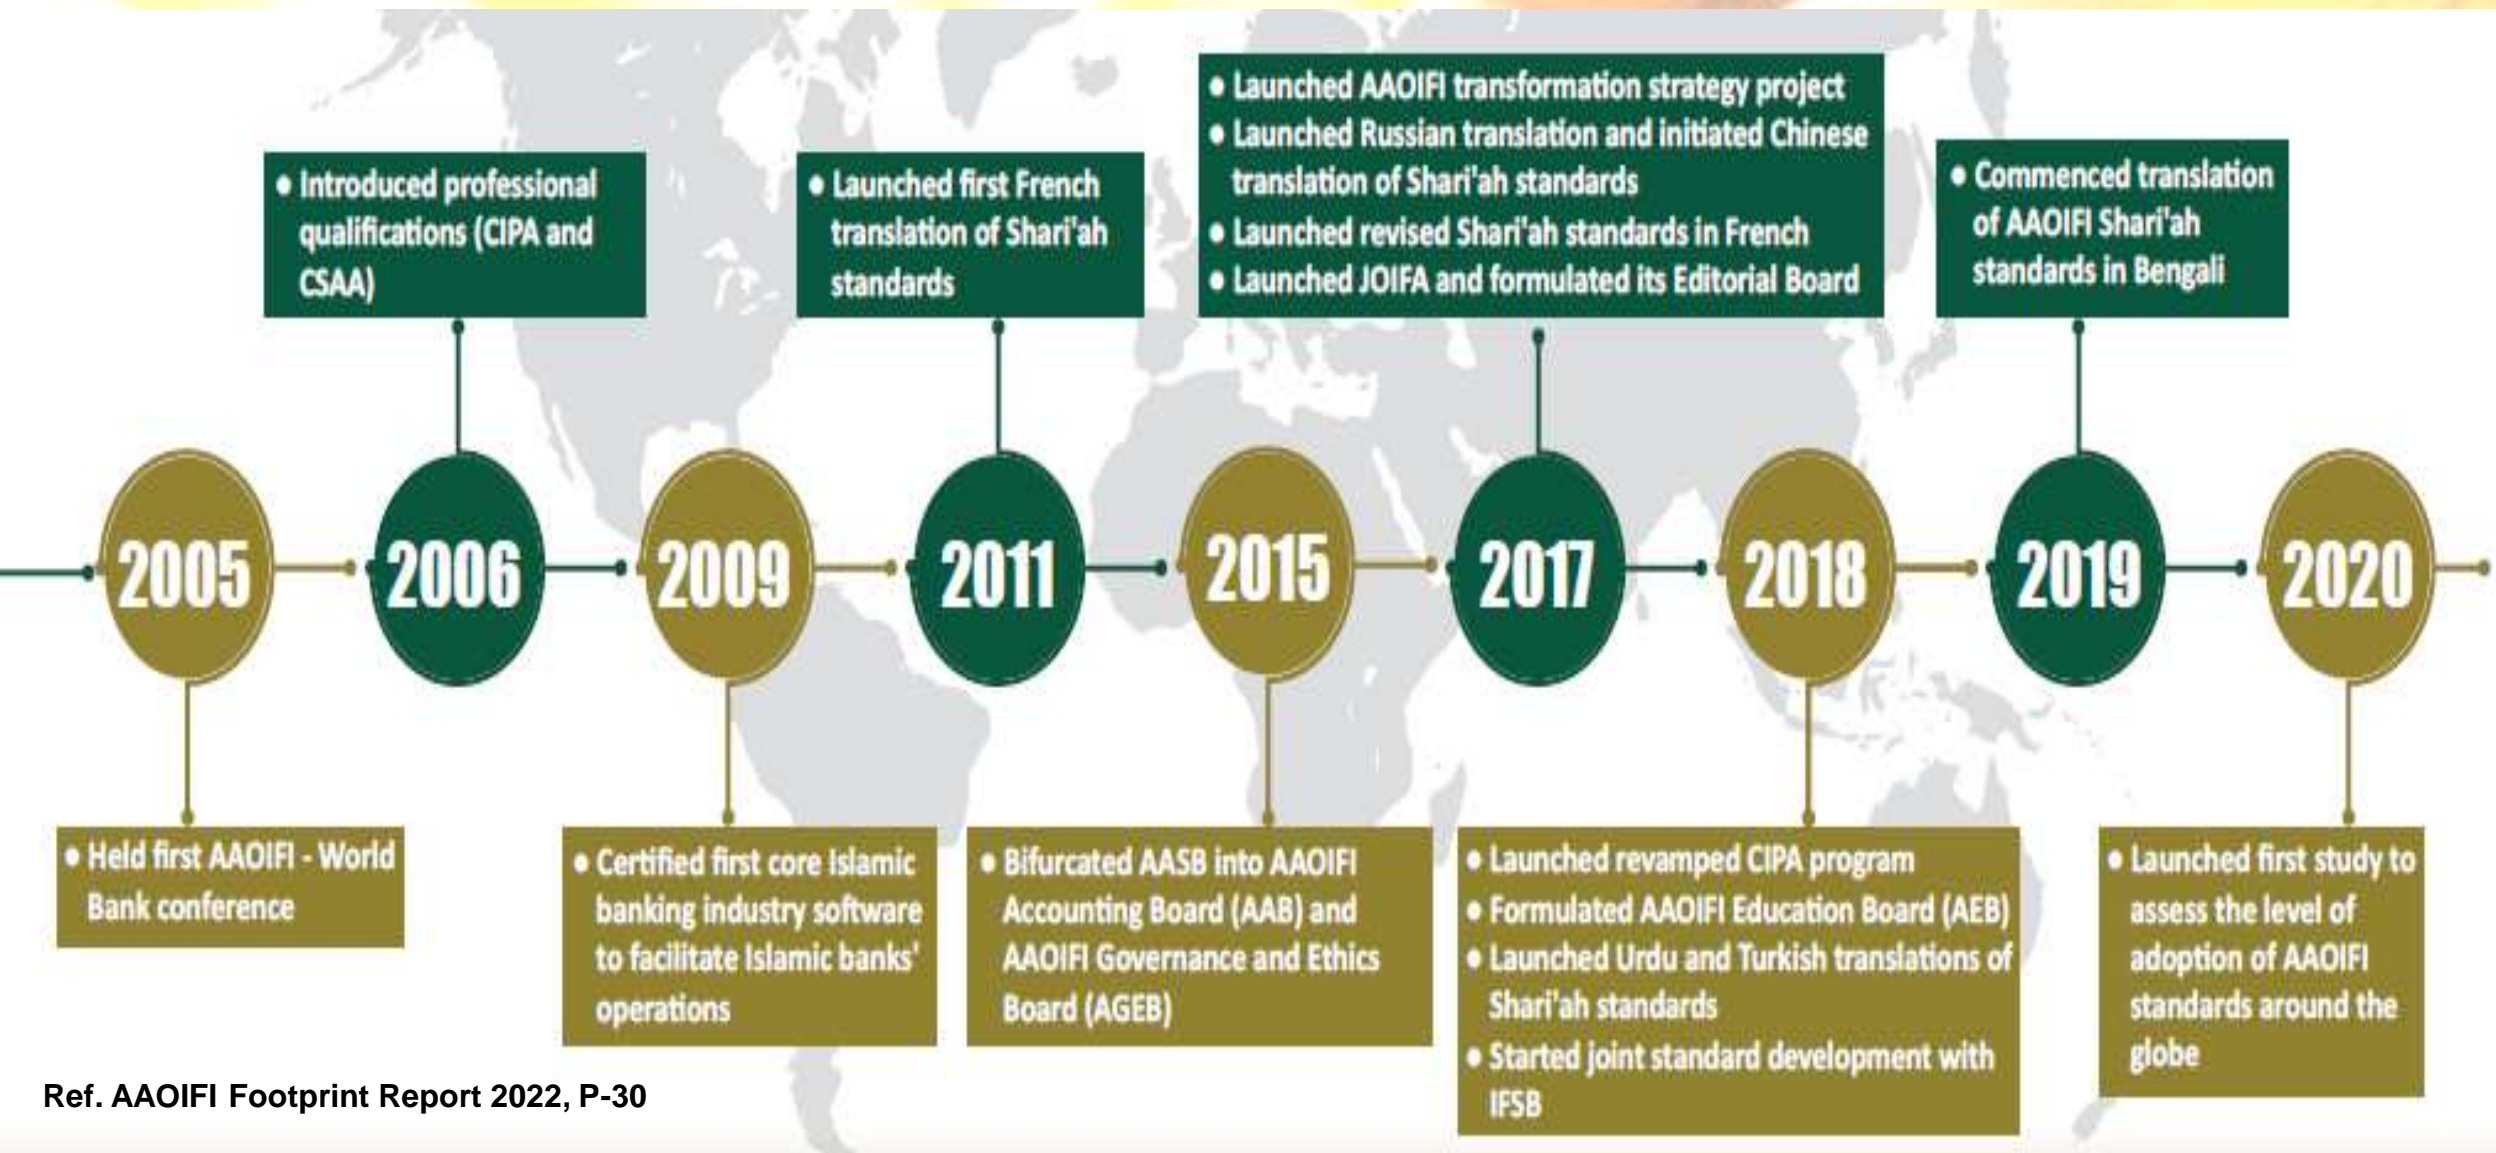 ● Introduced professional
qualifications (CIPA and
CSAA)
● Launched first French
translation of Shari'ah
standards
● Launched AAOIFI transformation strategy project
● Launched Russian translation and initiated Chinese
translation of Shari'ah standards
● Launched revised Shari'ah standards in French
● Launched JOIFA and formulated its Editorial Board
● Commenced translation
of AAOIFI Shari'ah
standards in Bengali
2005
2006
2009
2011
2015
2017
2018
2019
2020
● Held first AAOIFI - World
Bank conference
● Certified first core Islamic
banking industry software
to facilitate Islamic banks'
operations
● Bifurcated AASB into AAOIFI
Accounting Board (AAB) and
AAOIFI Governance and Ethics
Board (AGEB)
● Launched revamped CIPA program
● Formulated AAOIFI Education Board (AEB)
● Launched Urdu and Turkish translations of
Shari'ah standards
● Started joint standard development with
IFSB
● Launched first study to
assess the level of
adoption of AAOIFI
standards around the
globe
Ref. AAOIFI Footprint Report 2022, P-30